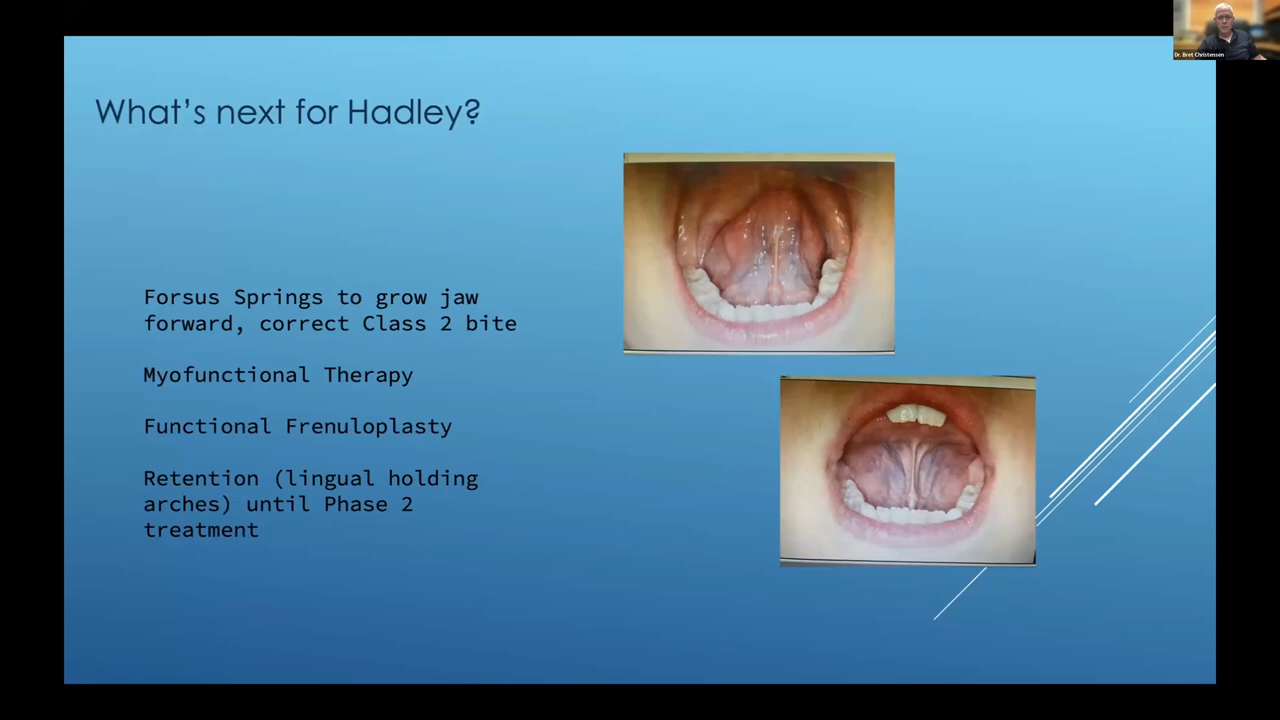 What's next for Hadley?
Forsus Springs to grow jaw
forward, correct Class 2 bite
Myofunctional Therapy
Functional Frenuloplasty
Retention (lingual holding
arches) until Phase 2
treatment
Dr. Bret Christensen